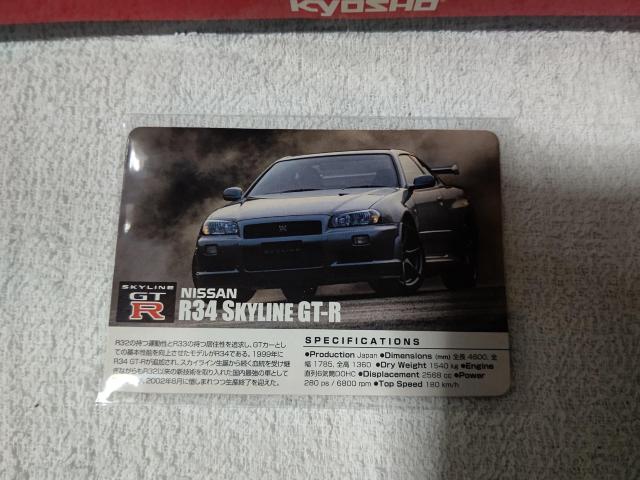 KYOSHO
SKYLINE
GT
R
NISSAN
R34 SKYLINE GT-R
R32の持つ運動性とR33の持つ居住性を追求し、GTカーとし
ての基本性能を向上させたモデルがR34である。1999年に
R34 GT-Rが追加され、スカイライン生誕から続く血統を受け継
ぎながらもR32以来の新技術を取り入れた国内最強の車として
2002年8月に惜しまれつつ生産終了を迎えた。
SPECIFICATIONS
●Production Japan ●Dimensions (mm) 全長 4600, 全
幅 1785, 全高 1360 ●Dry Weight 1540 kg ●Engine
直列6気筒DOHC ●Displacement 2568 cc ●Power
280 ps / 6800 rpm ●Top Speed 180 km/h